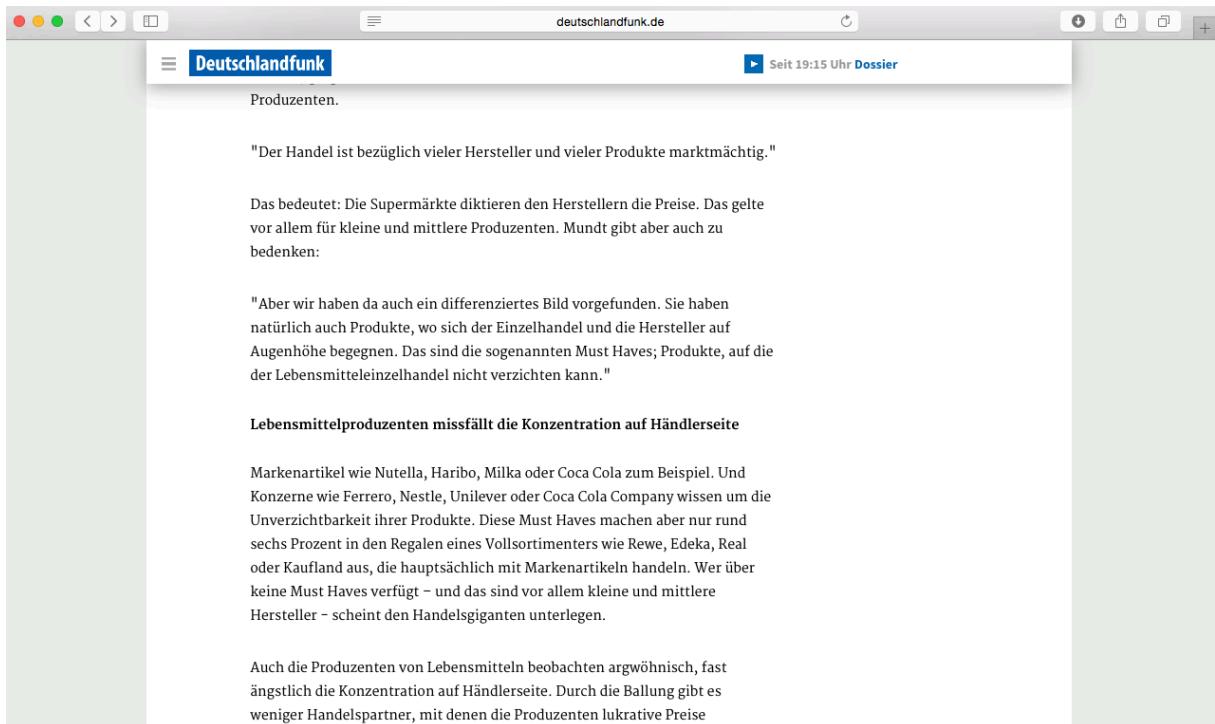 deutschlandfunk.de
Deutschlandfunk
Seit 19:15 Uhr Dossier
Produzenten.
"Der Handel ist bezüglich vieler Hersteller und vieler Produkte marktmächtig."
Das bedeutet: Die Supermärkte diktieren den Herstellern die Preise. Das gelte
vor allem für kleine und mittlere Produzenten. Mundt gibt aber auch zu
bedenken:
"Aber wir haben da auch ein differenziertes Bild vorgefunden. Sie haben
natürlich auch Produkte, wo sich der Einzelhandel und die Hersteller auf
Augenhöhe begegnen. Das sind die sogenannten Must Haves; Produkte, auf die
der Lebensmitteleinzelhandel nicht verzichten kann."
Lebensmittelproduzenten missfällt die Konzentration auf Händlerseite
Markenartikel wie Nutella, Haribo, Milka oder Coca Cola zum Beispiel. Und
Konzerne wie Ferrero, Nestle, Unilever oder Coca Cola Company wissen um die
Unverzichtbarkeit ihrer Produkte. Diese Must Haves machen aber nur rund
sechs Prozent in den Regalen eines Vollsortimenters wie Rewe, Edeka, Real
oder Kaufland aus, die hauptsächlich mit Markenartikeln handeln. Wer über
keine Must Haves verfügt – und das sind vor allem kleine und mittlere
Hersteller - scheint den Handelsgiganten unterlegen.
Auch die Produzenten von Lebensmitteln beobachten argwöhnisch, fast
ängstlich die Konzentration auf Händlerseite. Durch die Ballung gibt es
weniger Handelspartner, mit denen die Produzenten lukrative Preise